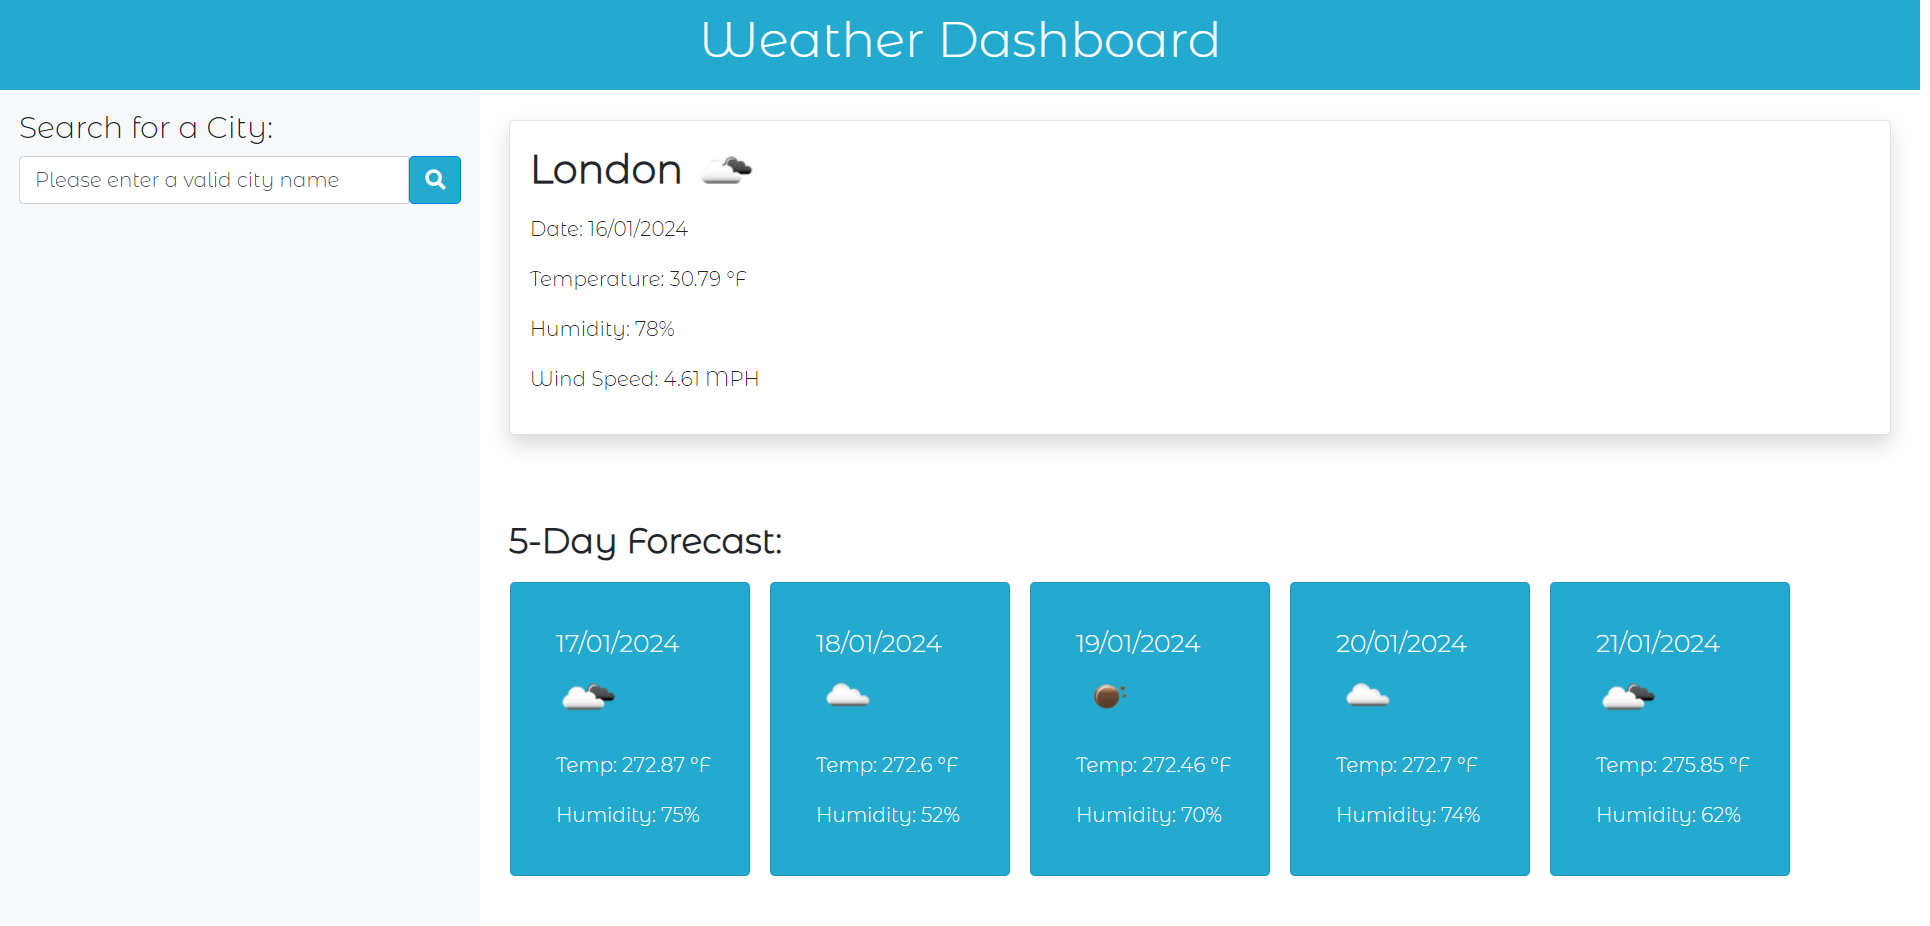 Weather Dashboard
Search for a City:
Please enter a valid city name
London
Date: 16/01/2024
Temperature: 30.79 °F
Humidity: 78%
Wind Speed: 4.61 MPH
5-Day Forecast:
17/01/2024
Temp: 272.87 °F
Humidity: 75%
18/01/2024
Temp: 272.6 °F
Humidity: 52%
19/01/2024
Temp: 272.46 °F
Humidity: 70%
20/01/2024
Temp: 272.7 °F
Humidity: 74%
21/01/2024
Temp: 275.85 °F
Humidity: 62%